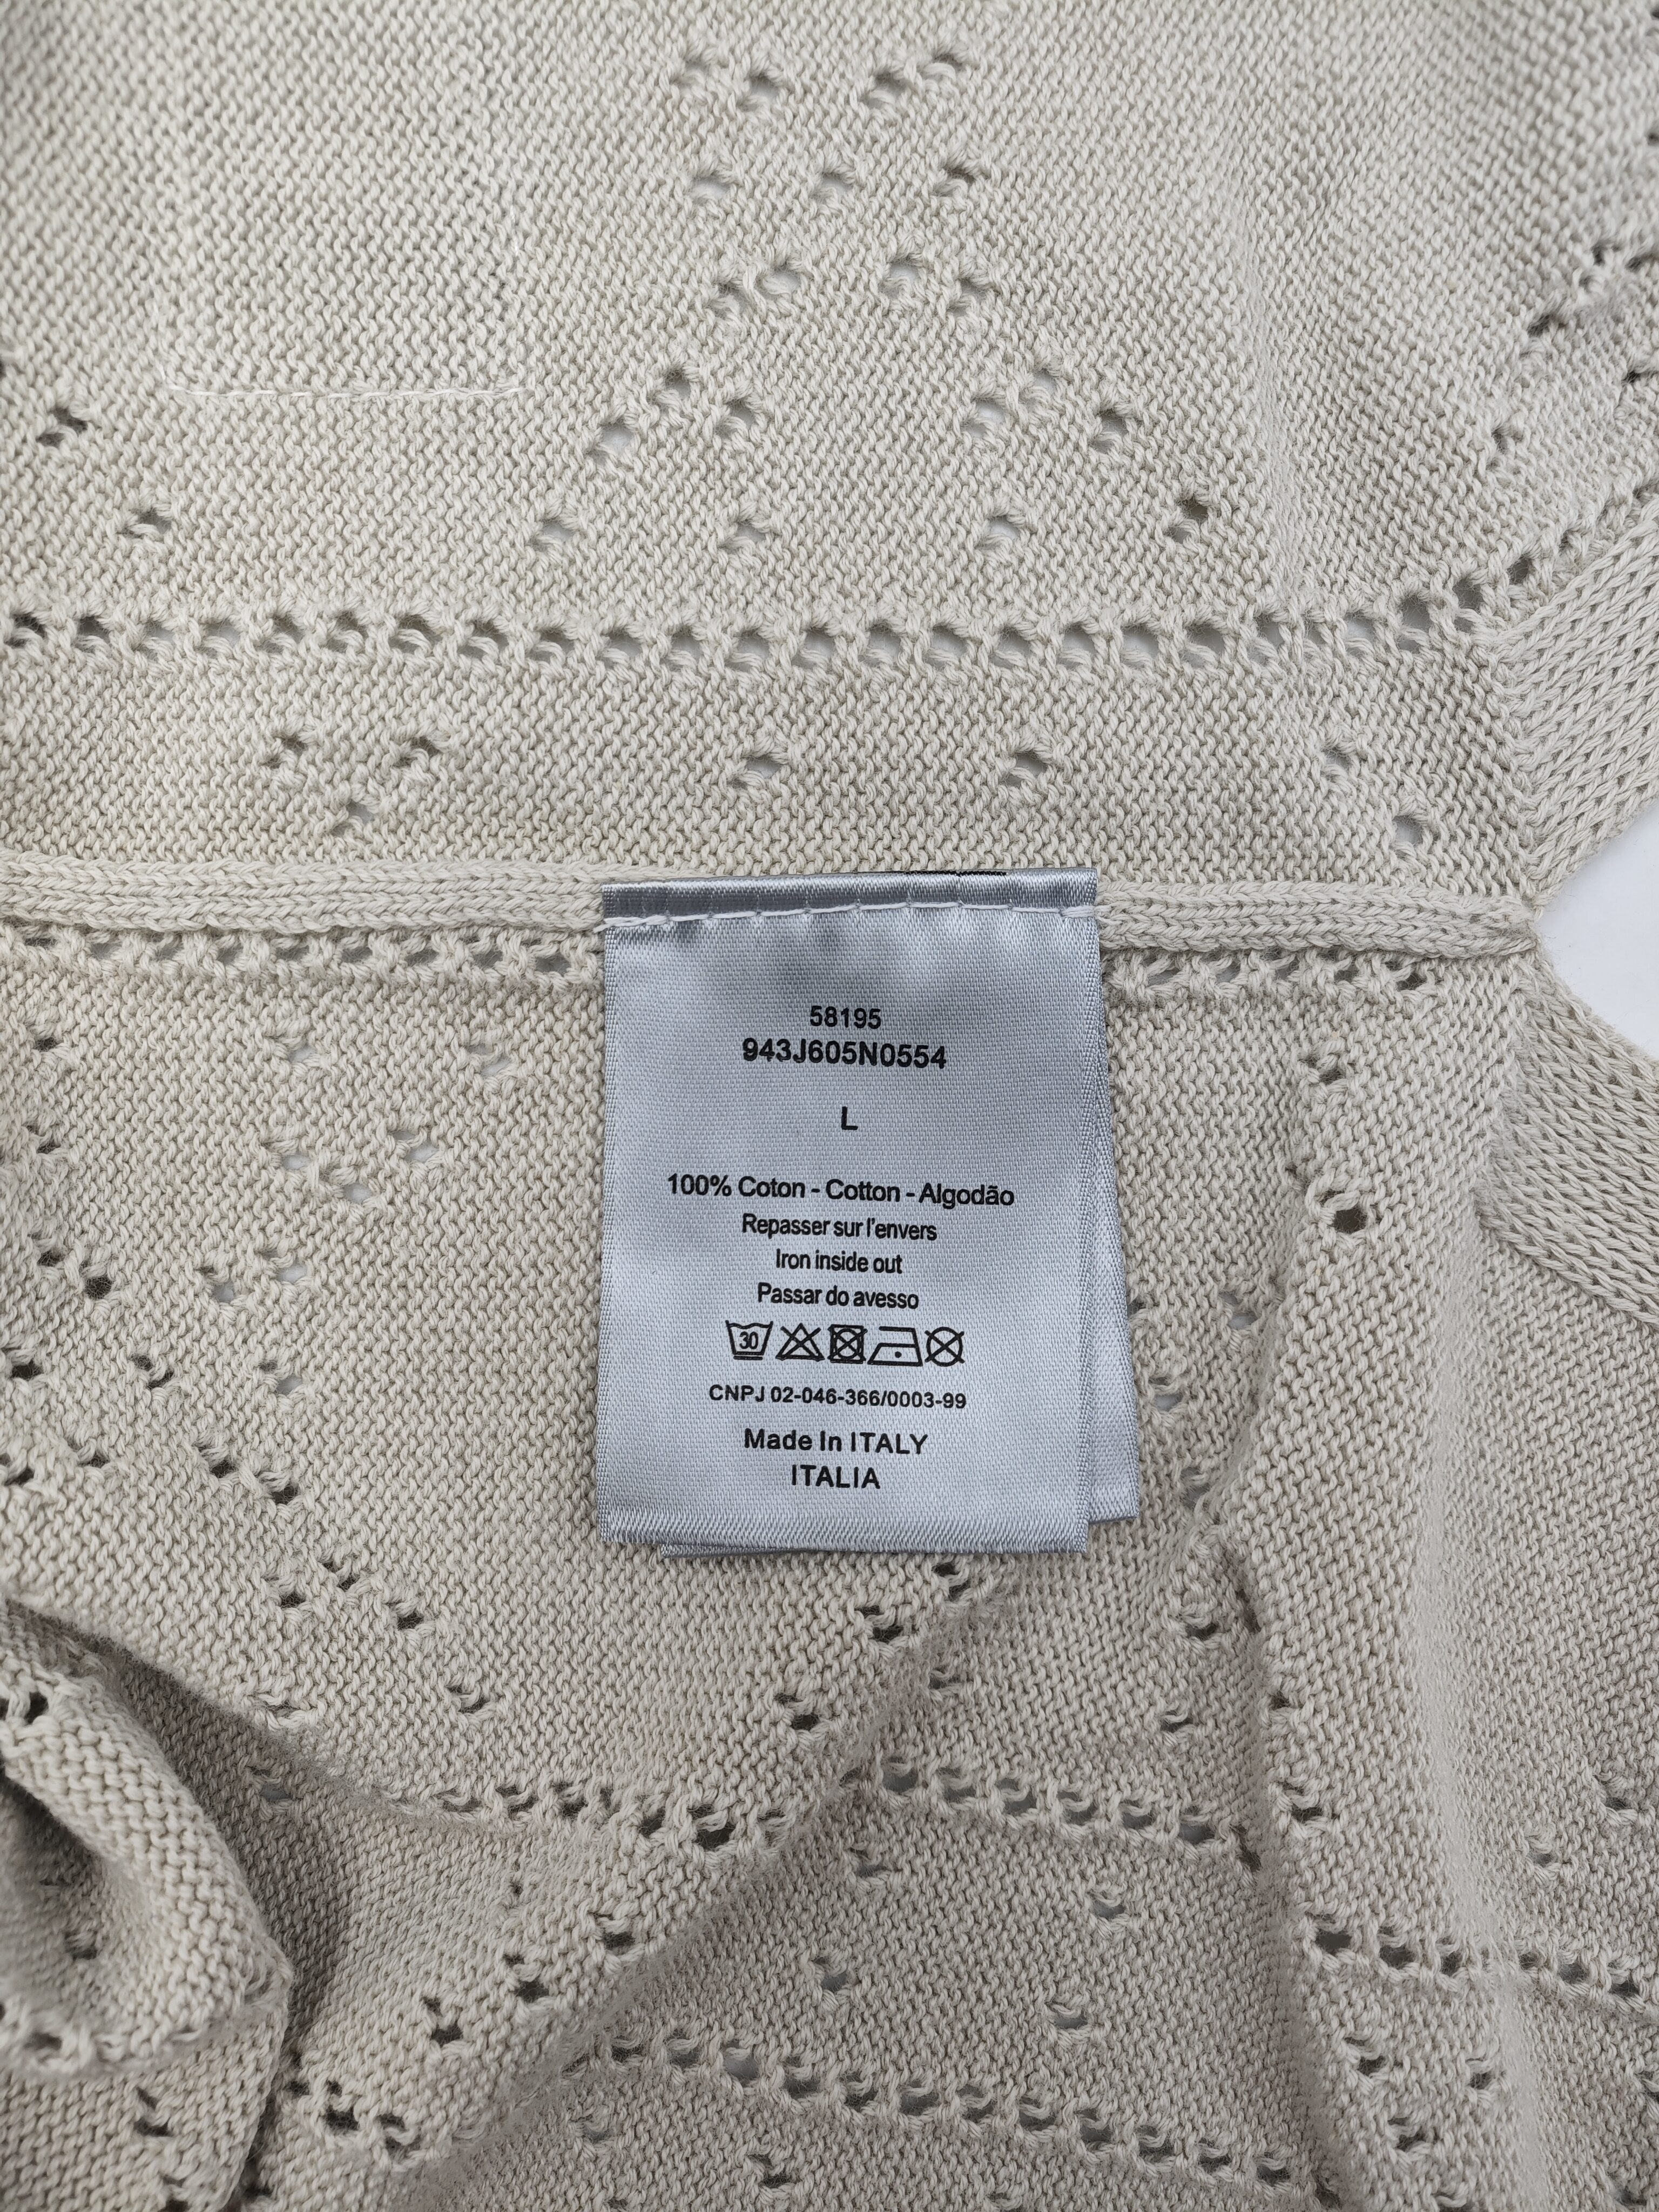 58195
943J605N0554
L
100% Coton - Cotton - Algodão
Repasser sur l'envers
Iron inside out
Passar do avesso
30
CNPJ 02-046-366/0003-99
Made In ITALY
ITALIA